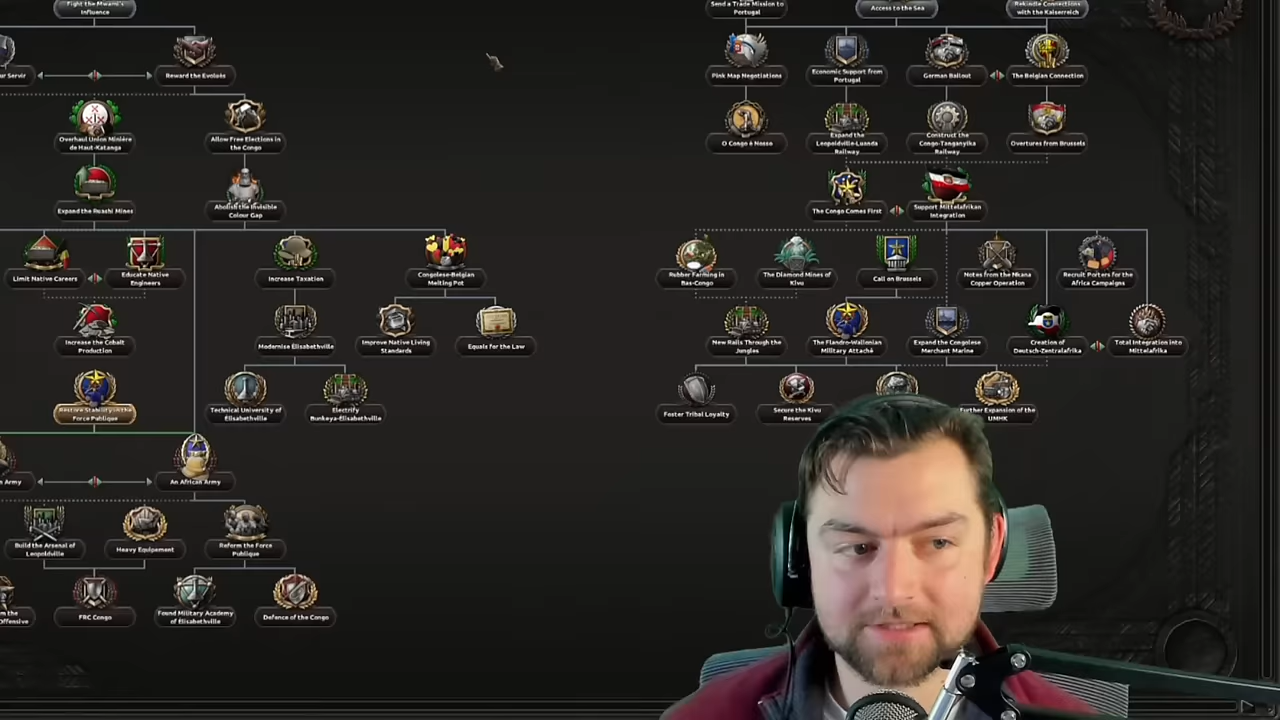 Fight the Mwami's
Influence
Send a Trade Mission to
Portugal
Access to the Sea
Rekindle Connections
with the Kaiserreich
Servir
Reward the Evolués
Pink Map Negotiations
Economic Support from
Portugal
German Bailout
The Belgian Connection
Overhaul Union Minière
de Haut-Katanga
Allow Free Elections in
the Congo
O Congo é Nosso
Expand the
Leopoldville-Luanda
Railway
Construct the
Congo-Tanganyika
Railway
Overtures from Brussels
Expand the Ruashi Mines
Abolish the Invisible
Colour Gap
The Congo Comes First
Support Mittelafrikan
Integration
Limit Native Careers
Educate Native
Engineers
Increase Taxation
Congolese-Belgian
Melting Pot
Rubber Farming in
Bas-Congo
The Diamond Mines of
Kivu
Call on Brussels
Notes from the Nkana
Copper Operation
Recruit Porters for the
Africa Campaigns
Increase the Cobalt
Production
Modernise Elisabethville
Improve Native Living
Standards
Equals for the Law
New Rails Through the
Jungles
The Flandro-Wallonian
Military Attaché
Expand the Congolese
Merchant Marine
Creation of
Deutsch-Zentralafrika
Total Integration into
Mittelafrika
Restore Stability in the
Force Publique
Technical University of
Elisabethville
Electrify
Bunkeya-Elisabethville
Foster Tribal Loyalty
Secure the Kivu
Reserves
Further Expansion of the
UMHK
Army
An African Army
Build the Arsenal of
Leopoldville
Heavy Equipement
Reform the Force
Publique
the
Offensive
FRC Congo
Found Military Academy
of Elisabethville
Defence of the Congo